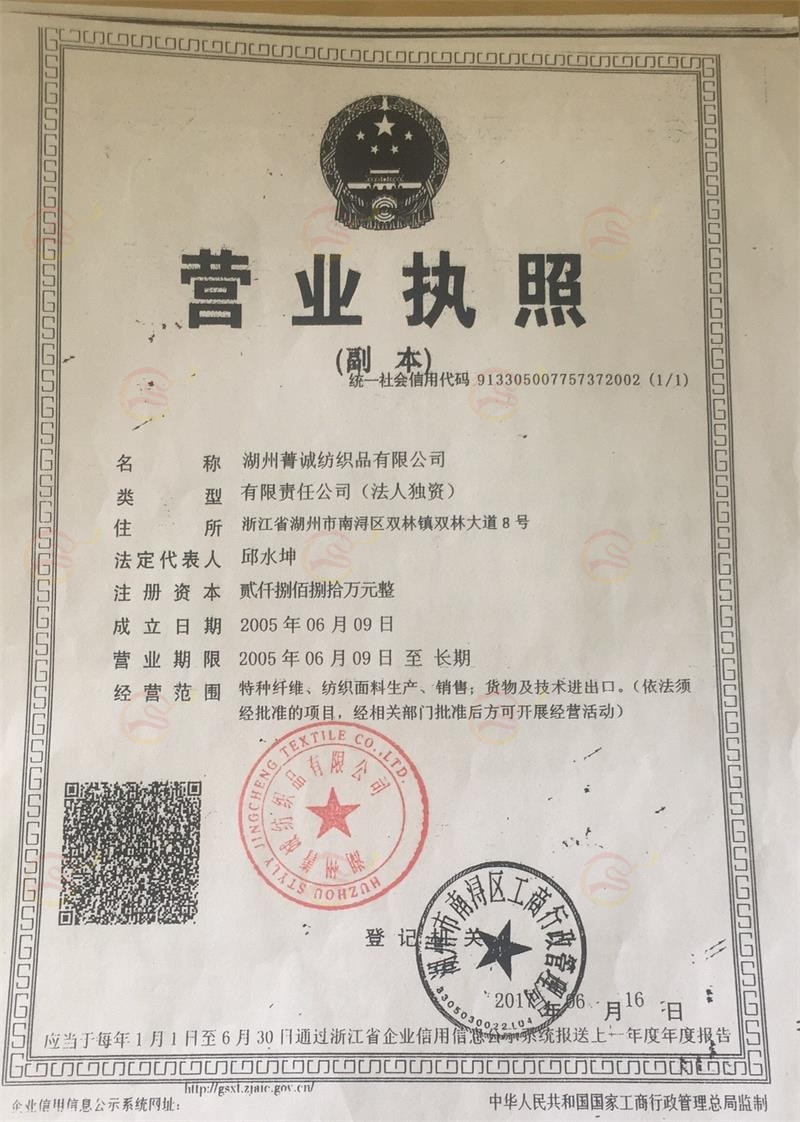 营业执照
(副 本)
统一社会信用代码 913305007757372002 (1/1)
名称 湖州菁诚纺织品有限公司
类型 有限责任公司（法人独资）
住所 浙江省湖州市南浔区双林镇双林大道8号
法定代表人 邱水坤
注册资本 贰仟捌佰捌拾万元整
成立日期 2005年06月09日
营业期限 2005年06月09日至长期
经营范围 特种纤维、纺织面料生产、销售；货物及技术进出口。（依法须
经批准的项目，经相关部门批准后方可开展经营活动）
HUZHOU STYLY JINGCHENG TEXTILE CO.,LTD.
湖州菁诚纺织品有限公司
湖州市南浔区工商行政管理局
登记机关
3305030022104
2017年06月16日
应当于每年1月1日至6月30日通过浙江省企业信用信息公示系统报送上一年度年度报告
http://gsxt.zjaic.gov.cn/
企业信用信息公示系统网址：
中华人民共和国国家工商行政管理总局监制